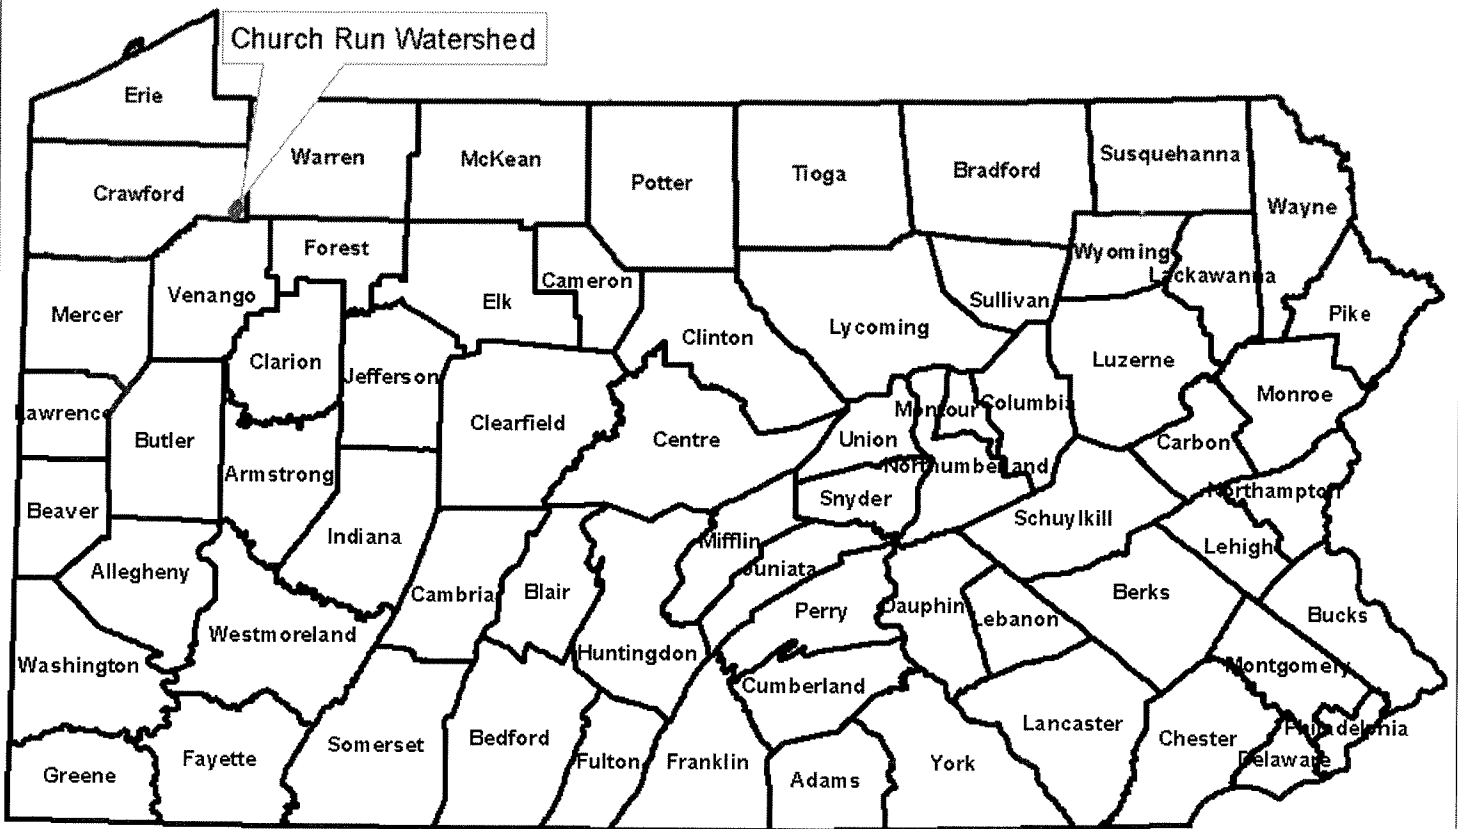 Church Run Watershed
Erie
Warren
McKean
Potter
Tioga
Bradford
Susquehanna
Crawford
Wayne
Forest
Wyoming
Lackawanna
Cameron
Venango
Elk
Sullivan
Mercer
Pike
Lycoming
Clinton
Clarion
Luzerne
Jefferson
Monroe
Lawrence
Montour
Columbia
Clearfield
Butler
Centre
Union
Carbon
Armstrong
Northumberland
Snyder
Northampton
Beaver
Schuylkill
Indiana
Mifflin
Lehigh
Allegheny
Juniata
Cambria
Blair
Berks
Perry
Dauphin
Lebanon
Bucks
Westmoreland
Washington
Huntingdon
Montgomery
Cumberland
Lancaster
Philadelphia
Somerset
Bedford
Chester
Fayette
Fulton
Franklin
York
Delaware
Greene
Adams